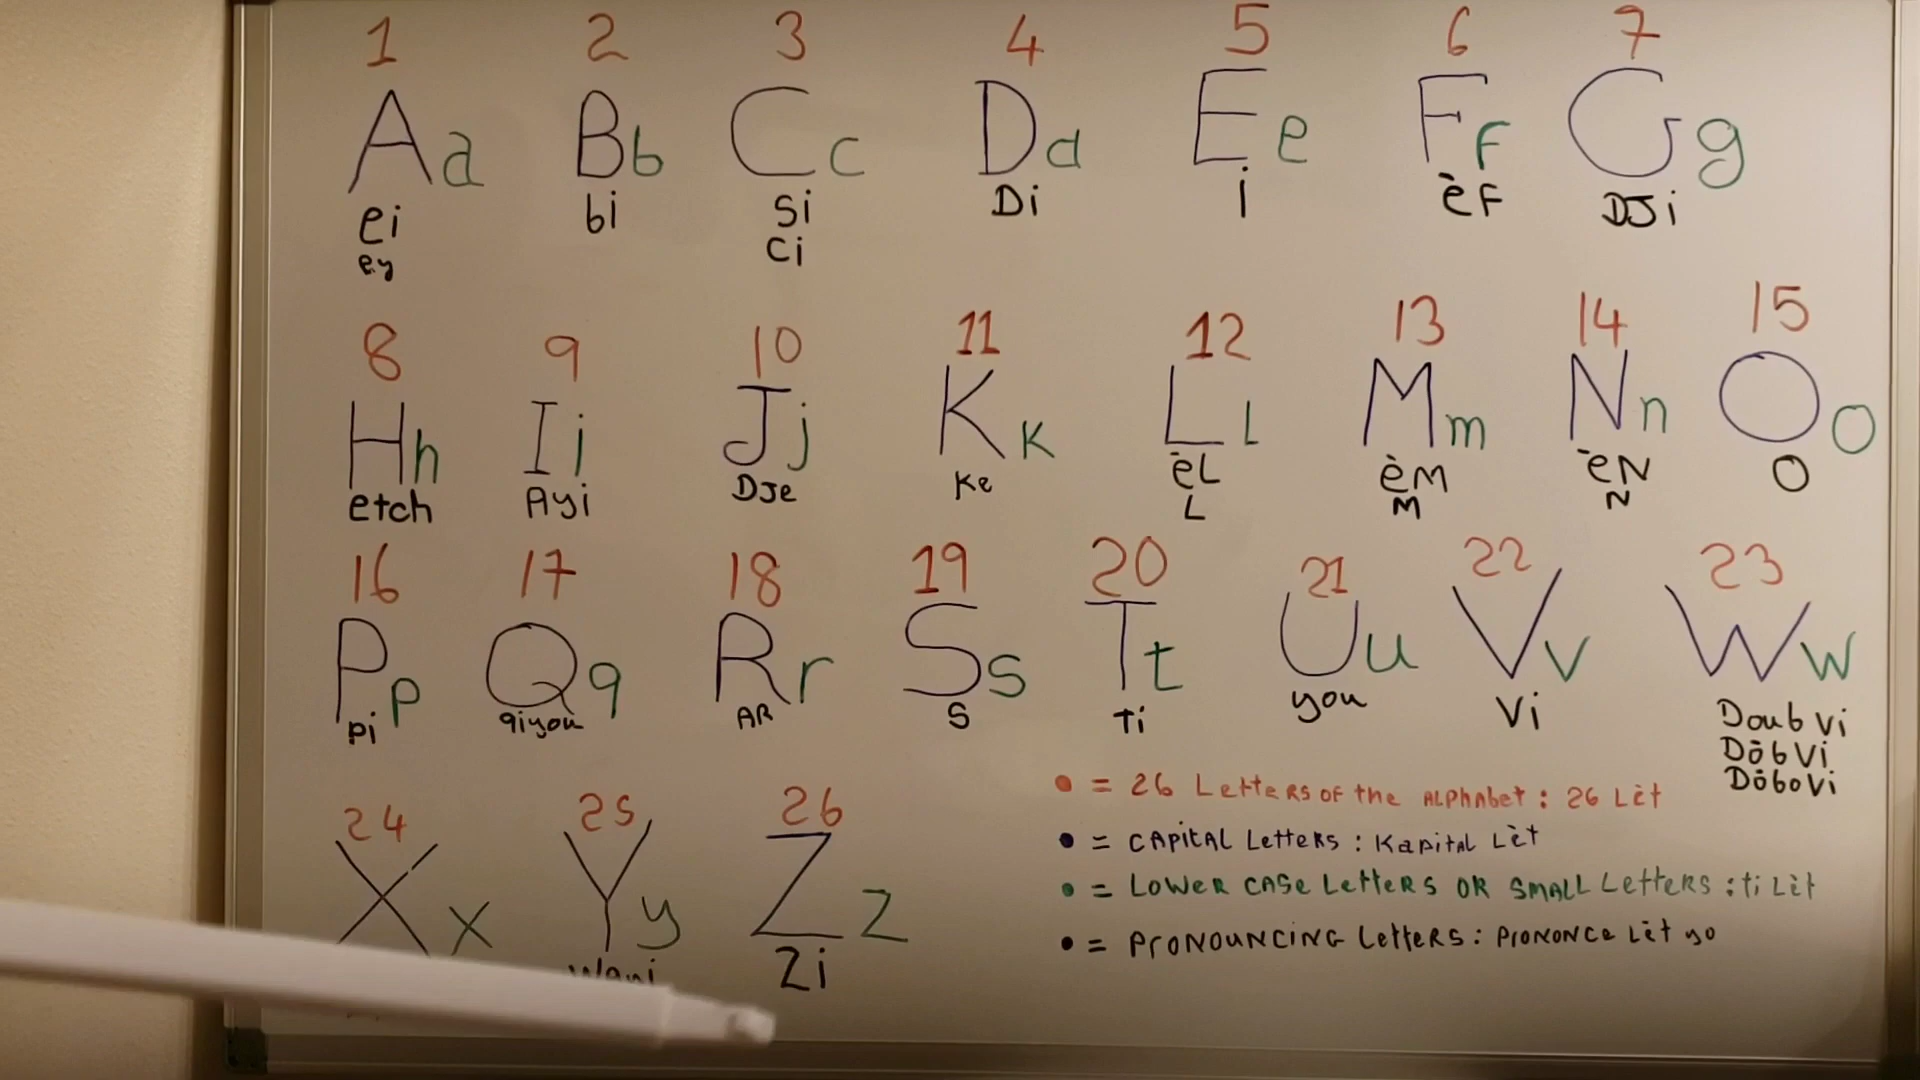 1 2 3 4 5 6 7
Aa Bb Cc Dd Ee Ff Gg
ei bi si Di i èF DJi
ey ci
8 9 10 11 12 13 14 15
Hh Ii Jj Kk Ll Mm Nn Oo
etch Ayi DJe Ke èL èM èN O
L M N
16 17 18 19 20 21 22 23
Pp Qq Rr Ss Tt Uu Vv Ww
pi qiyou AR S Ti you Vi Doub Vi
Dōb Vi
Dōbo Vi
24 25 26
Xx Yy Zz
Zi
= 26 Letters of the Alphabet : 26 Lèt
= Capital Letters : Kapital Lèt
= Lower case Letters or small Letters : ti Lèt
= Pronouncing Letters : Prononce Lèt yo